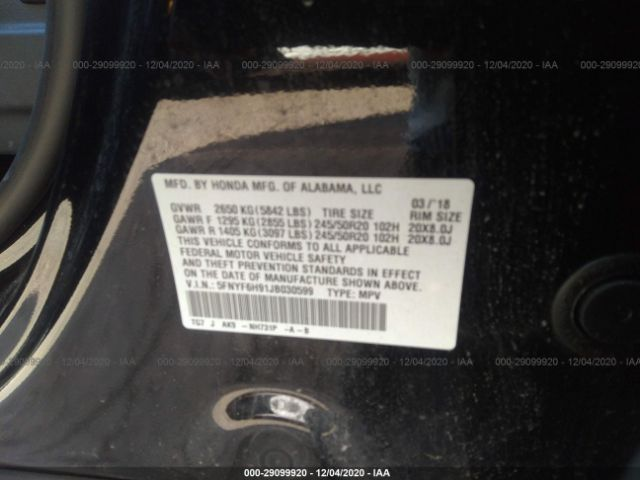 000-29099920 - 12/04/2020 - IAA
MFD. BY HONDA MFG. OF ALABAMA, LLC 03/'18
GVWR 2650 KG(5842 LBS) TIRE SIZE RIM SIZE
GAWR F 1295 KG(2855 LBS)245/50R20 102H 20X8.0J
GAWR R 1405 KG(3097 LBS)245/50R20 102H 20X8.0J
THIS VEHICLE CONFORMS TO ALL APPLICABLE
FEDERAL MOTOR VEHICLE SAFETY
STANDARDS IN EFFECT
ON THE DATE OF MANUFACTURE SHOWN ABOVE.
V.I.N.: 5FNYF6H91JB030599 TYPE: MPV
TG7 J AK9 -NH731P -A-B
000-29099920 - 12/04/2020 - IAA